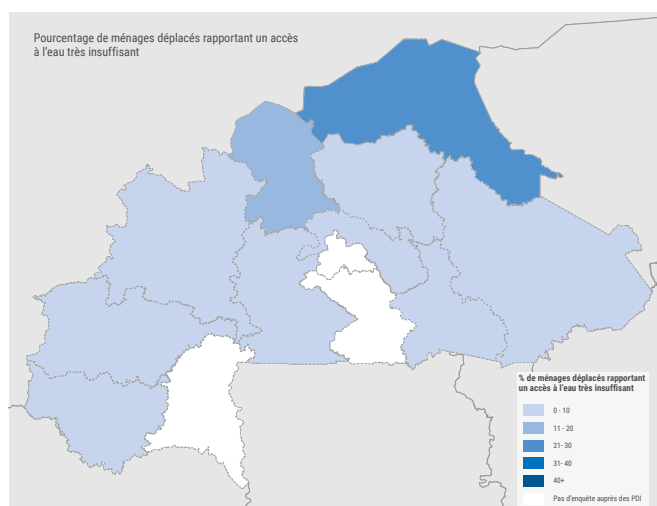 Pourcentage de ménages déplacés rapportant un accès
à l'eau très insuffisant
% de ménages déplacés rapportant
un accès à l'eau très insuffisant
0 - 10
11 - 20
21- 30
31- 40
40+
Pas d'enquête auprès des PDI